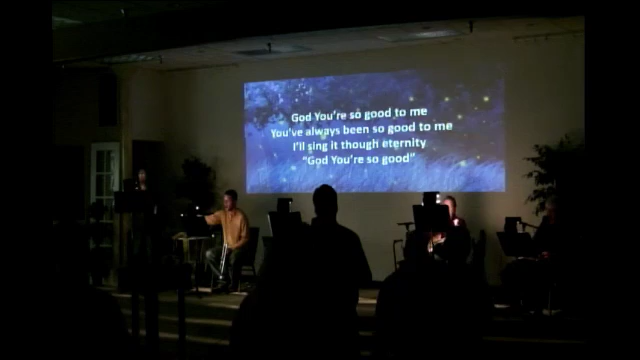 God You're so good to me
You've always been so good to me
I'll sing it though eternity
"God You're so good"